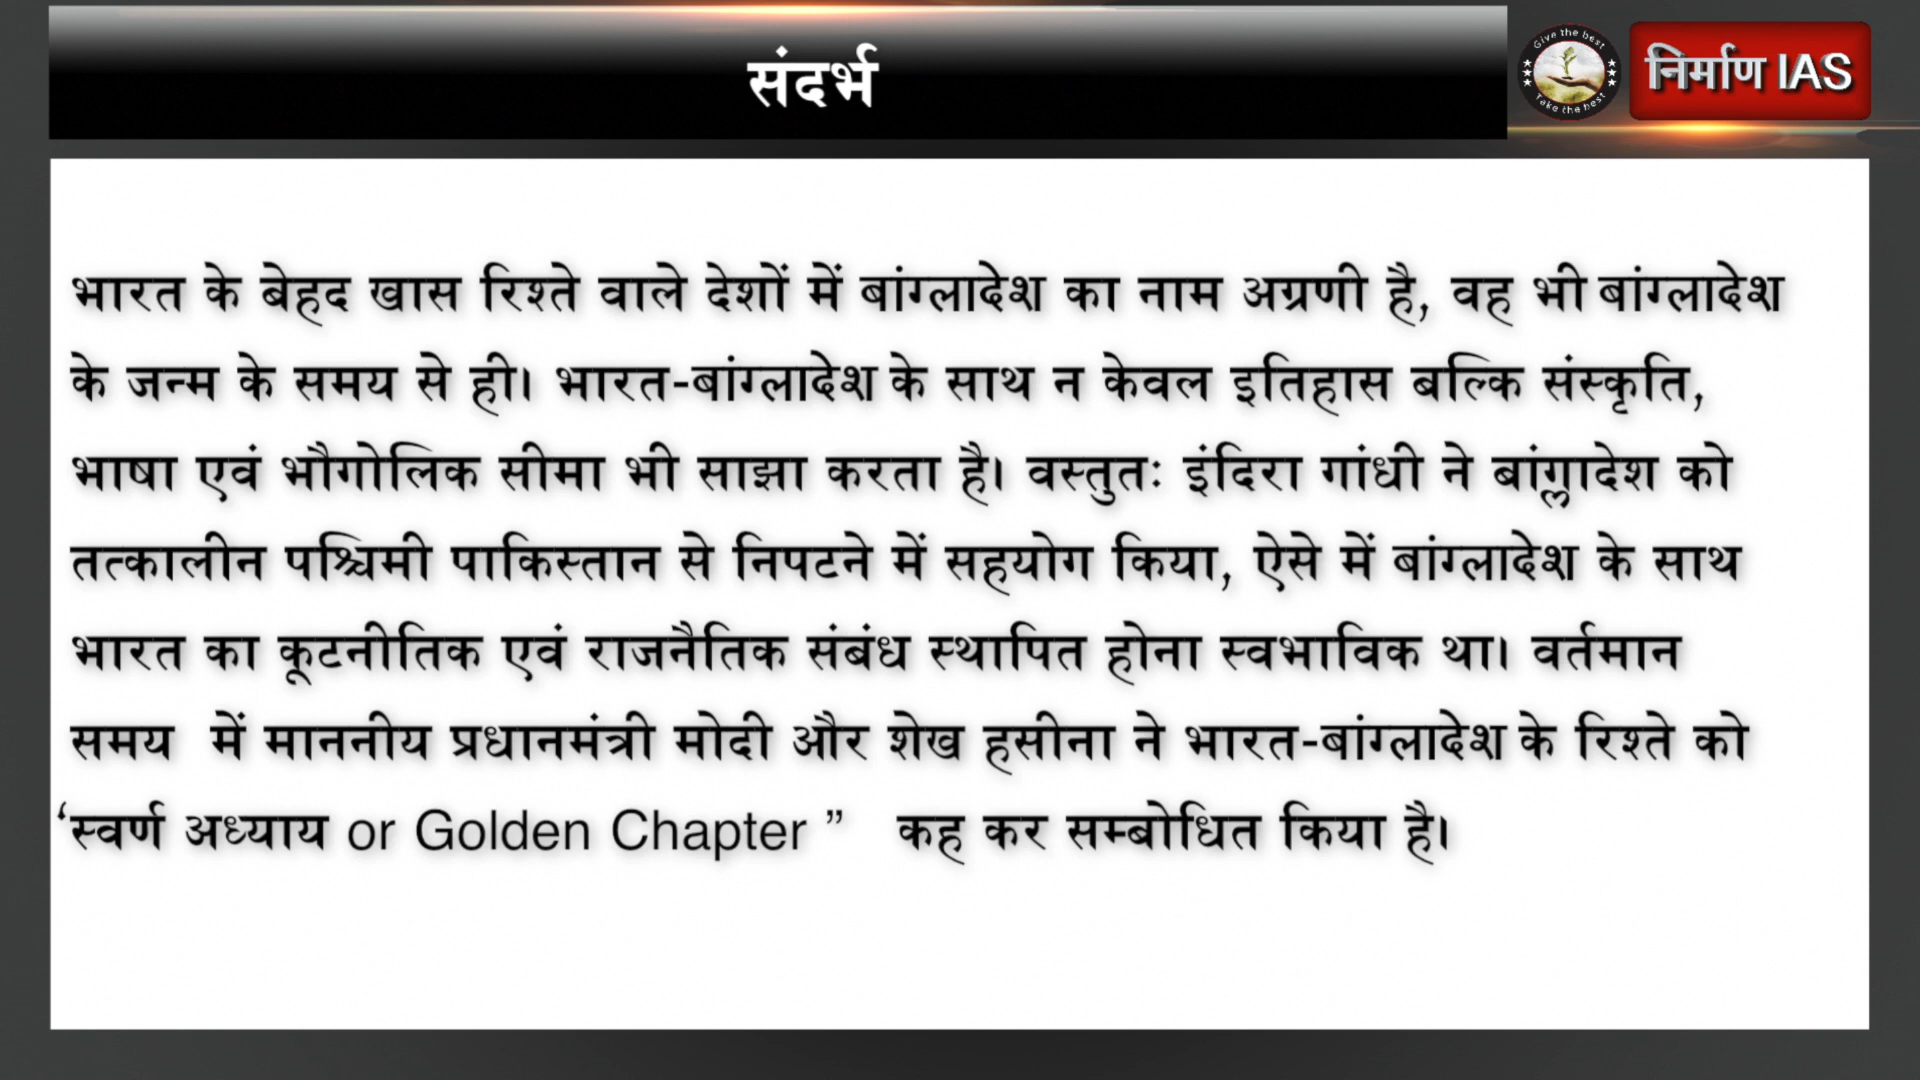 संदर्भ
Give the best
Take the best
निर्माण IAS
भारत के बेहद खास रिश्ते वाले देशों में बांग्लादेश का नाम अग्रणी है, वह भी बांग्लादेश
के जन्म के समय से ही। भारत-बांग्लादेश के साथ न केवल इतिहास बल्कि संस्कृति,
भाषा एवं भौगोलिक सीमा भी साझा करता है। वस्तुतः इंदिरा गांधी ने बांग्लादेश को
तत्कालीन पश्चिमी पाकिस्तान से निपटने में सहयोग किया, ऐसे में बांग्लादेश के साथ
भारत का कूटनीतिक एवं राजनैतिक संबंध स्थापित होना स्वभाविक था। वर्तमान
समय में माननीय प्रधानमंत्री मोदी और शेख हसीना ने भारत-बांग्लादेश के रिश्ते को
‘स्वर्ण अध्याय or Golden Chapter ” कह कर सम्बोधित किया है।